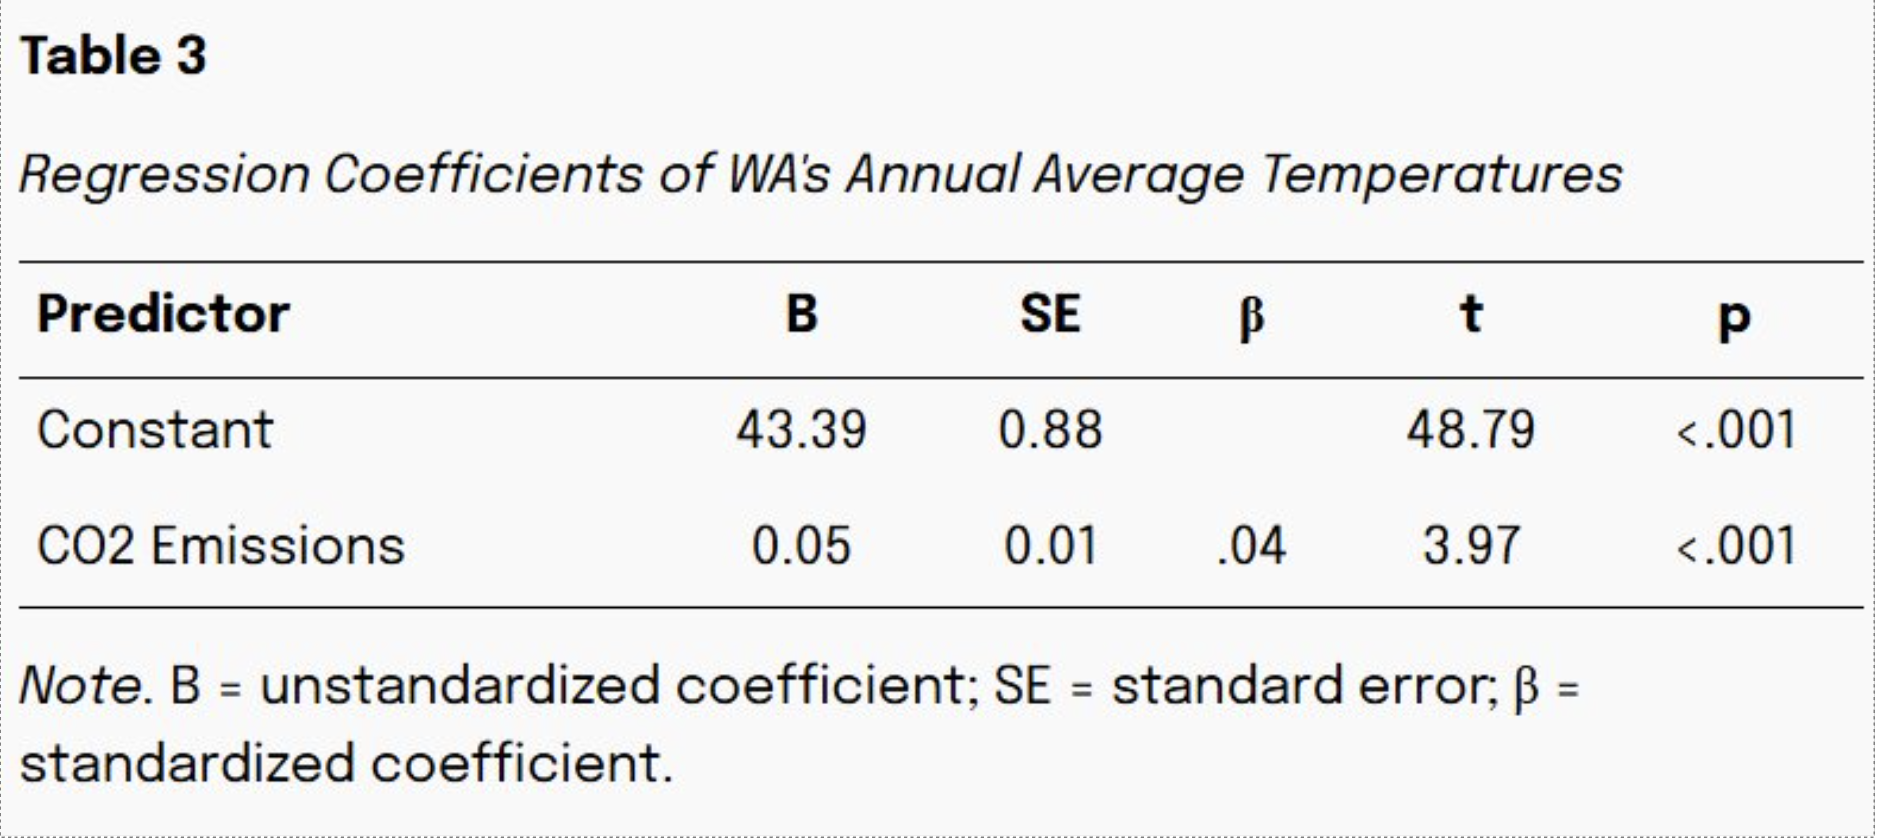 Table 3
Regression Coefficients of WA's Annual Average Temperatures
Predictor B SE β t p
Constant 43.39 0.88 48.79 <.001
CO2 Emissions 0.05 0.01 .04 3.97 <.001
Note. B = unstandardized coefficient; SE = standard error; β =
standardized coefficient.